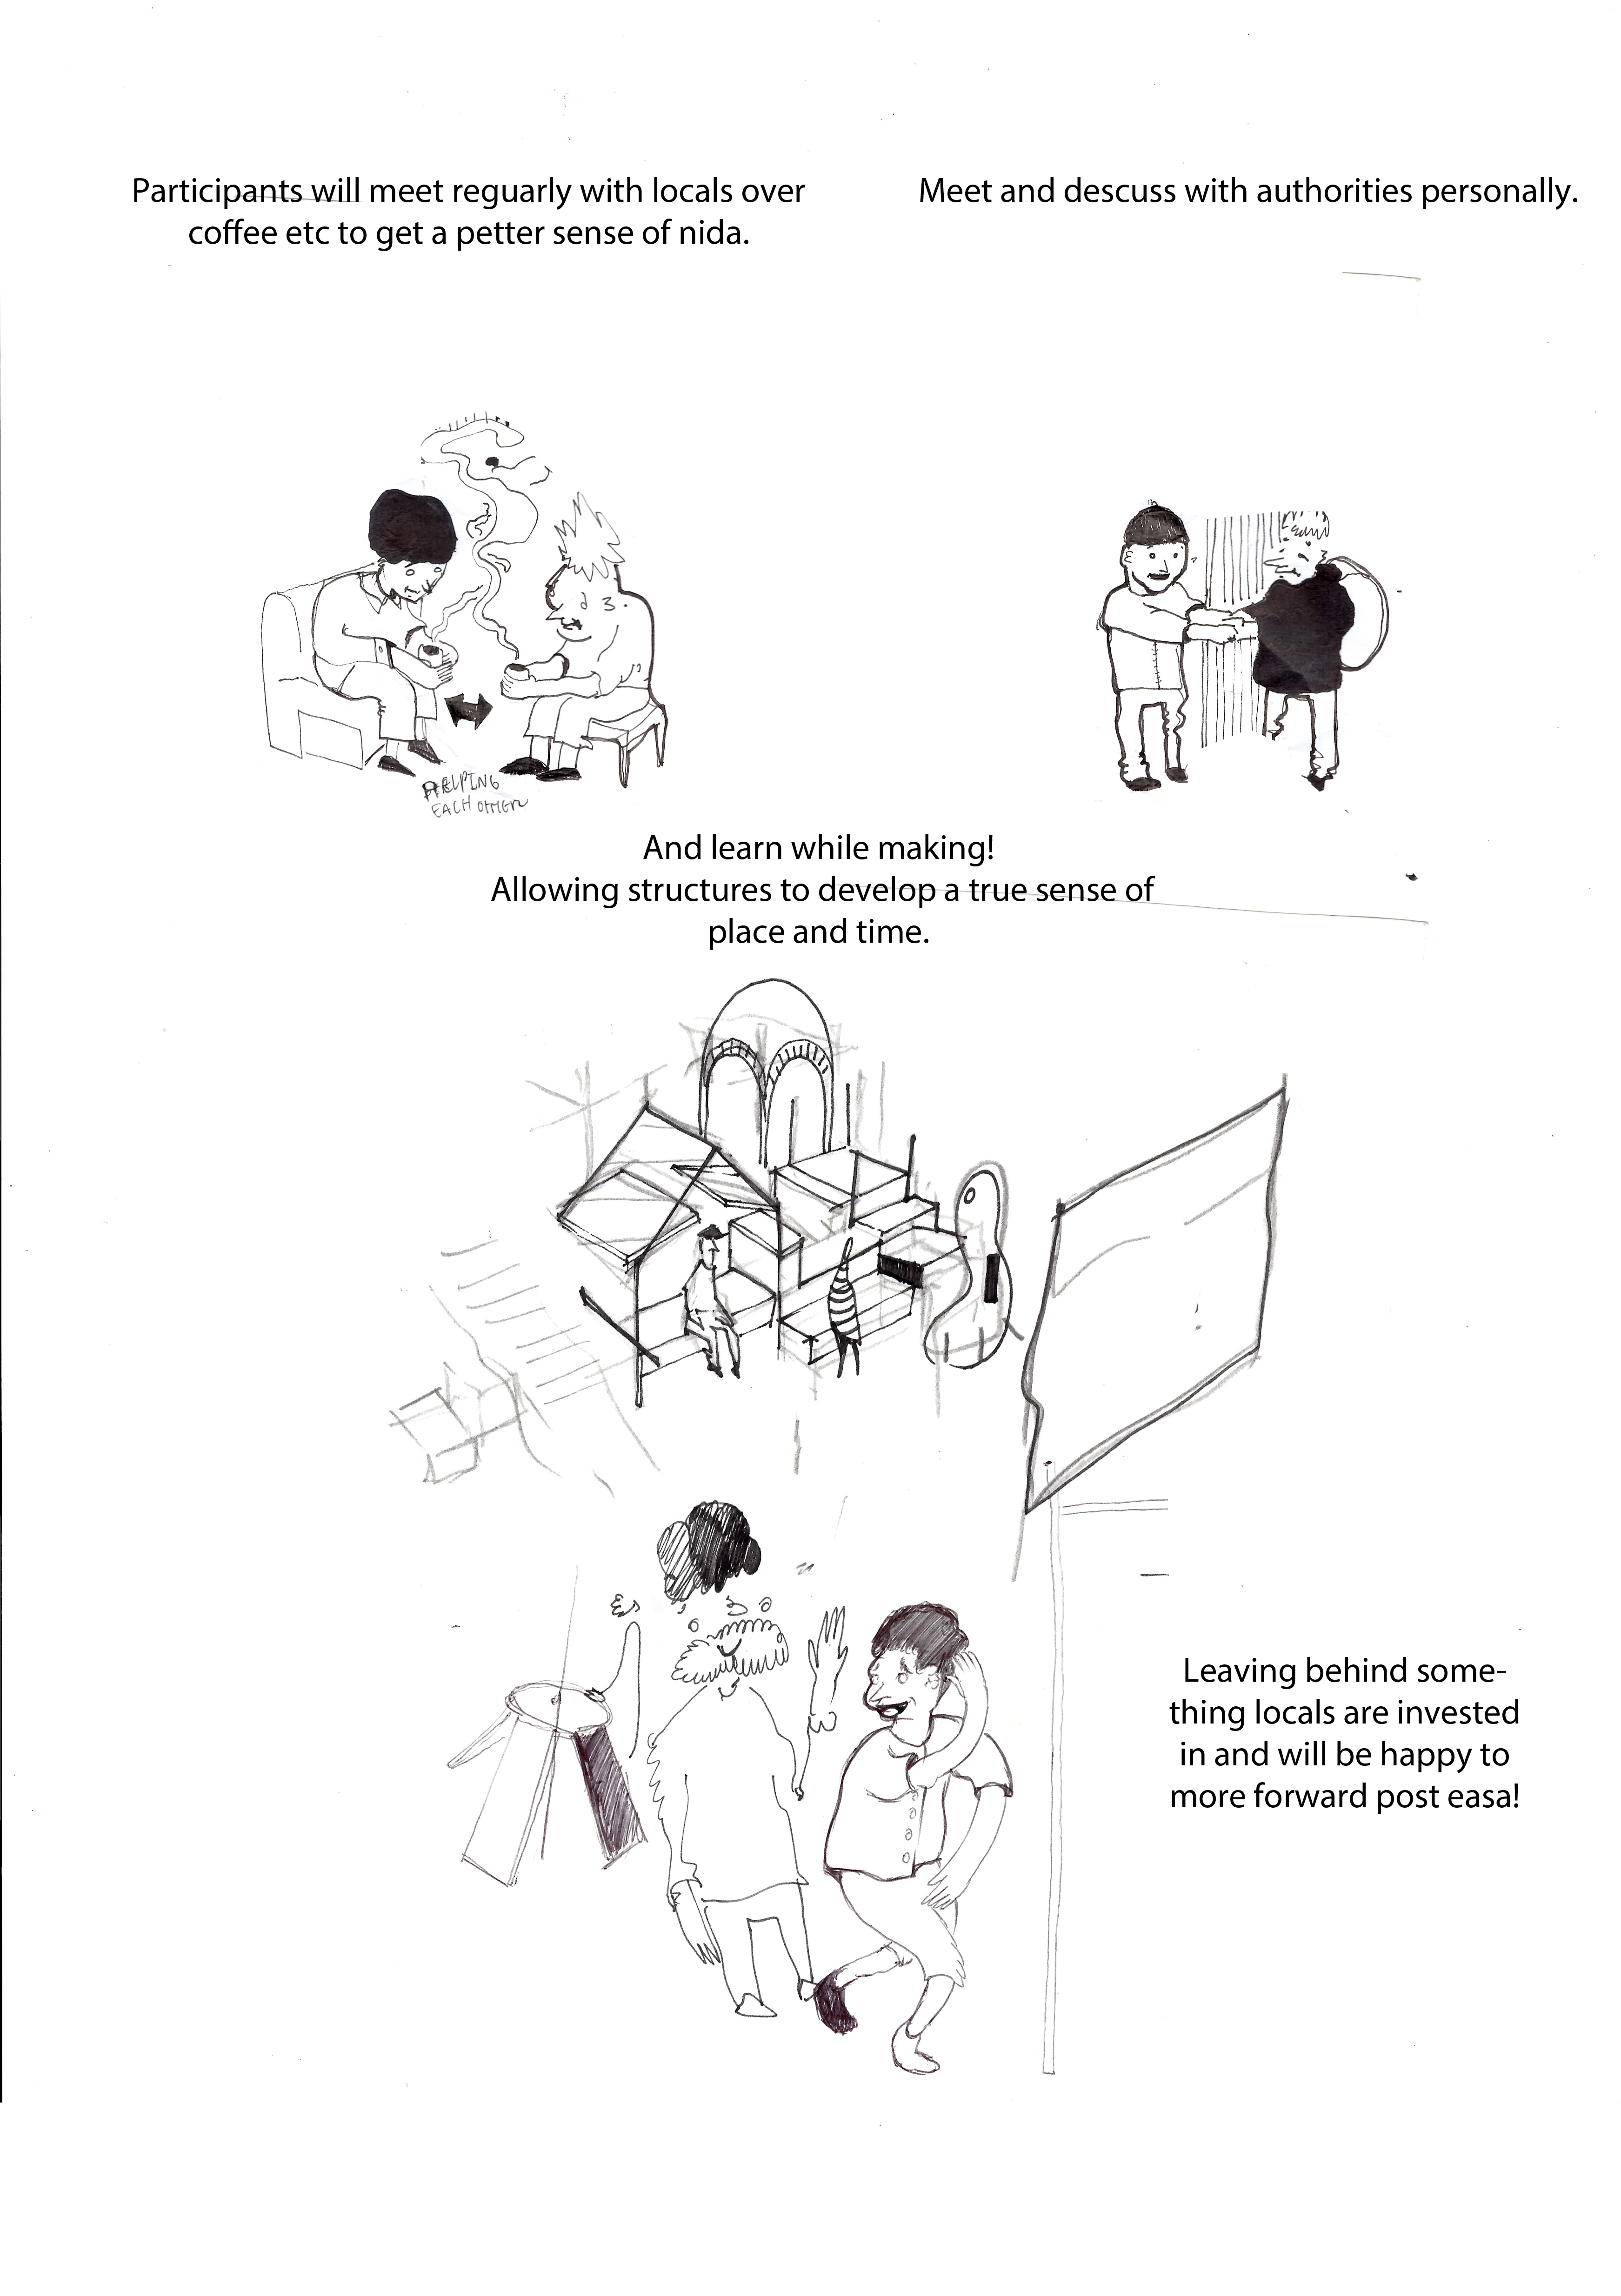 Participants will meet reguarly with locals over
coffee etc to get a petter sense of nida.
Meet and descuss with authorities personally.
HELPING
EACH OTHER
And learn while making!
Allowing structures to develop a true sense of
place and time.
Leaving behind some-
thing locals are invested
in and will be happy to
more forward post easa!